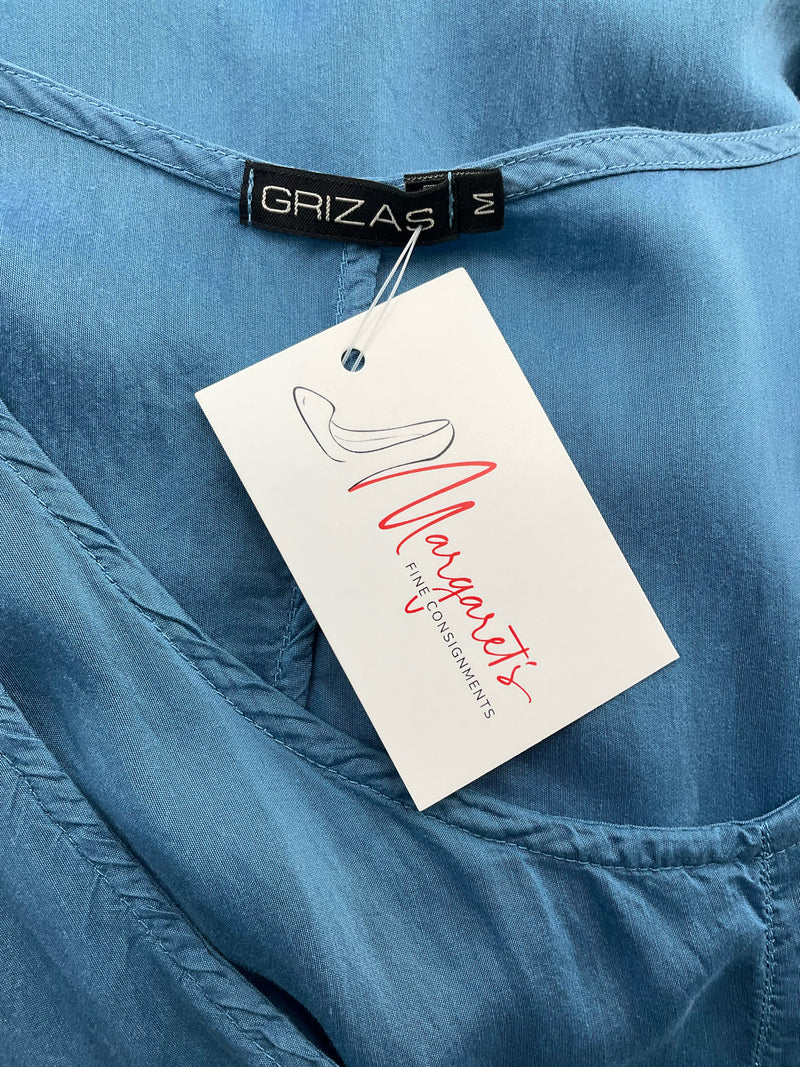 GRIZAS
M
Margaret's
FINE CONSIGNMENTS